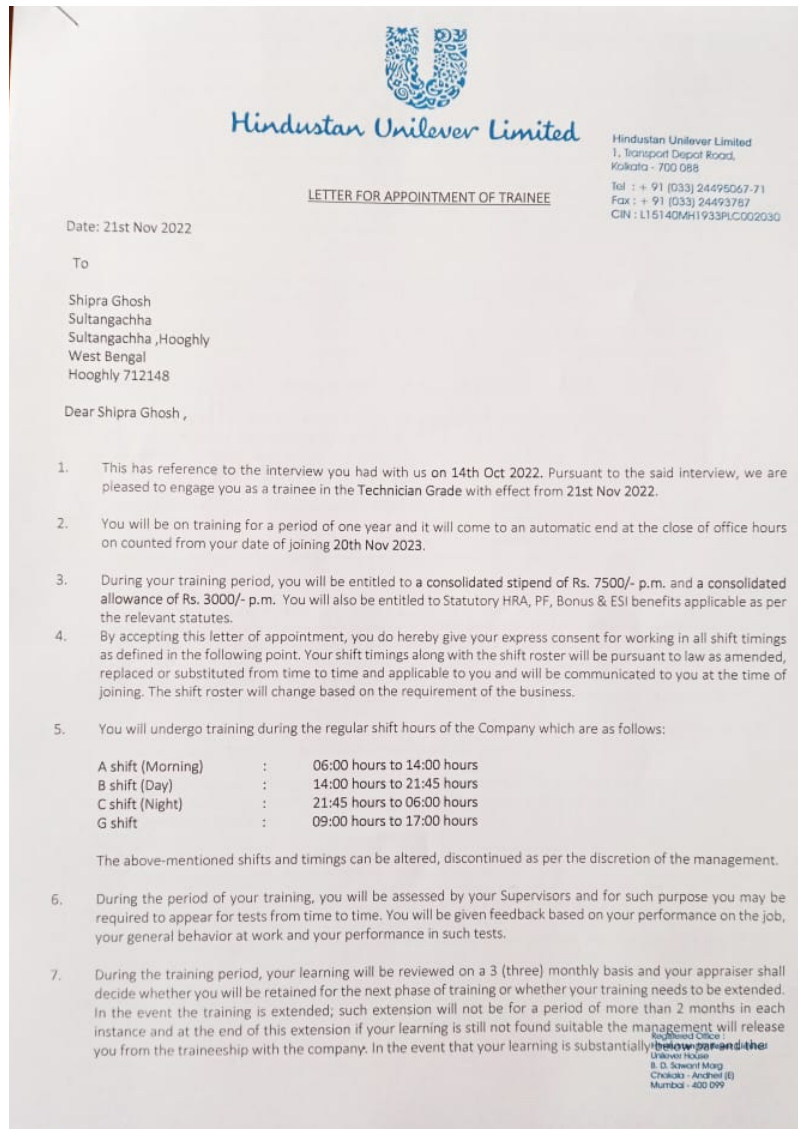 Hindustan Unilever Limited
Hindustan Unilever Limited
1, Transport Depot Road,
Kolkata - 700 088
Tel : + 91 (033) 24495067-71
Fax : + 91 (033) 24493787
CIN : L15140MH1933PLC002030
LETTER FOR APPOINTMENT OF TRAINEE
Date: 21st Nov 2022
To
Shipra Ghosh
Sultangachha
Sultangachha ,Hooghly
West Bengal
Hooghly 712148
Dear Shipra Ghosh ,
1. This has reference to the interview you had with us on 14th Oct 2022. Pursuant to the said interview, we are
pleased to engage you as a trainee in the Technician Grade with effect from 21st Nov 2022.
2. You will be on training for a period of one year and it will come to an automatic end at the close of office hours
on counted from your date of joining 20th Nov 2023.
3. During your training period, you will be entitled to a consolidated stipend of Rs. 7500/- p.m. and a consolidated
allowance of Rs. 3000/- p.m. You will also be entitled to Statutory HRA, PF, Bonus & ESI benefits applicable as per
the relevant statutes.
4. By accepting this letter of appointment, you do hereby give your express consent for working in all shift timings
as defined in the following point. Your shift timings along with the shift roster will be pursuant to law as amended,
replaced or substituted from time to time and applicable to you and will be communicated to you at the time of
joining. The shift roster will change based on the requirement of the business.
5. You will undergo training during the regular shift hours of the Company which are as follows:
A shift (Morning) : 06:00 hours to 14:00 hours
B shift (Day) : 14:00 hours to 21:45 hours
C shift (Night) : 21:45 hours to 06:00 hours
G shift : 09:00 hours to 17:00 hours
The above-mentioned shifts and timings can be altered, discontinued as per the discretion of the management.
6. During the period of your training, you will be assessed by your Supervisors and for such purpose you may be
required to appear for tests from time to time. You will be given feedback based on your performance on the job,
your general behavior at work and your performance in such tests.
7. During the training period, your learning will be reviewed on a 3 (three) monthly basis and your appraiser shall
decide whether you will be retained for the next phase of training or whether your training needs to be extended.
In the event the training is extended; such extension will not be for a period of more than 2 months in each
instance and at the end of this extension if your learning is still not found suitable the management will release
you from the traineeship with the company. In the event that your learning is substantially below par and the
Registered Office :
Unilever House
B. D. Sawant Marg
Chakala - Andheri (E)
Mumbai - 400 099